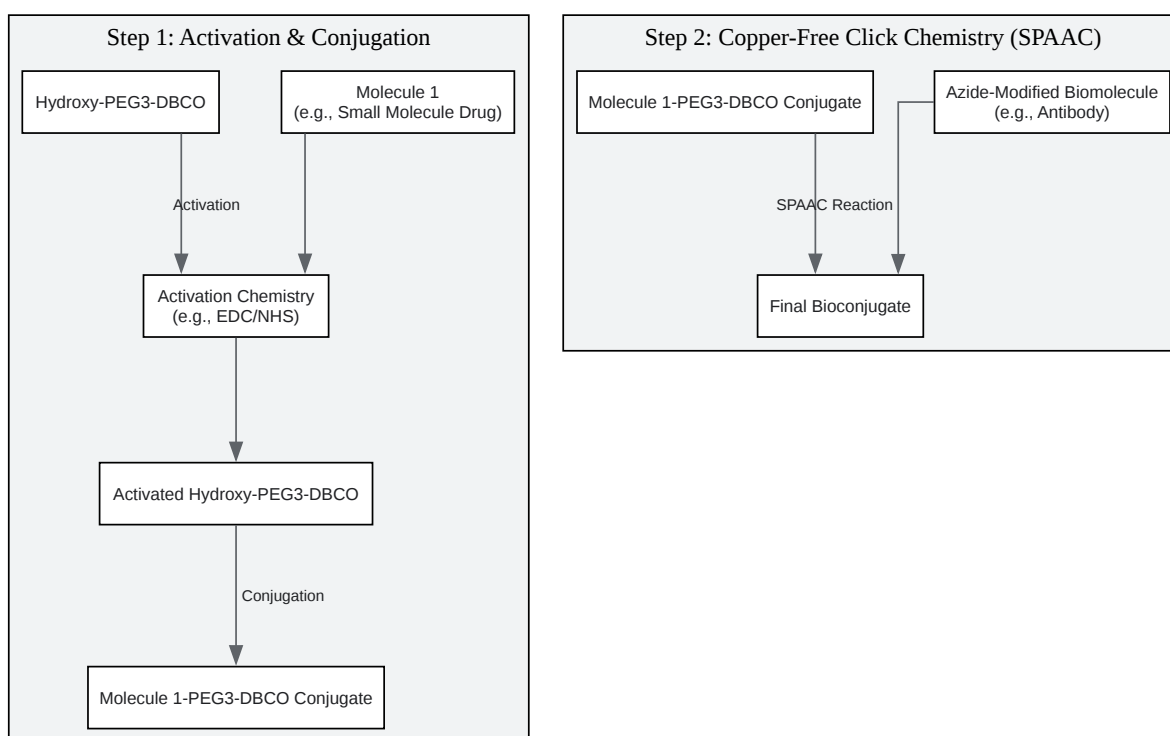 Step 1: Activation & Conjugation
Hydroxy-PEG3-DBCO
Molecule 1
(e.g., Small Molecule Drug)
Activation
Activation Chemistry
(e.g., EDC/NHS)
Activated Hydroxy-PEG3-DBCO
Conjugation
Molecule 1-PEG3-DBCO Conjugate
Step 2: Copper-Free Click Chemistry (SPAAC)
Molecule 1-PEG3-DBCO Conjugate
Azide-Modified Biomolecule
(e.g., Antibody)
SPAAC Reaction
Final Bioconjugate